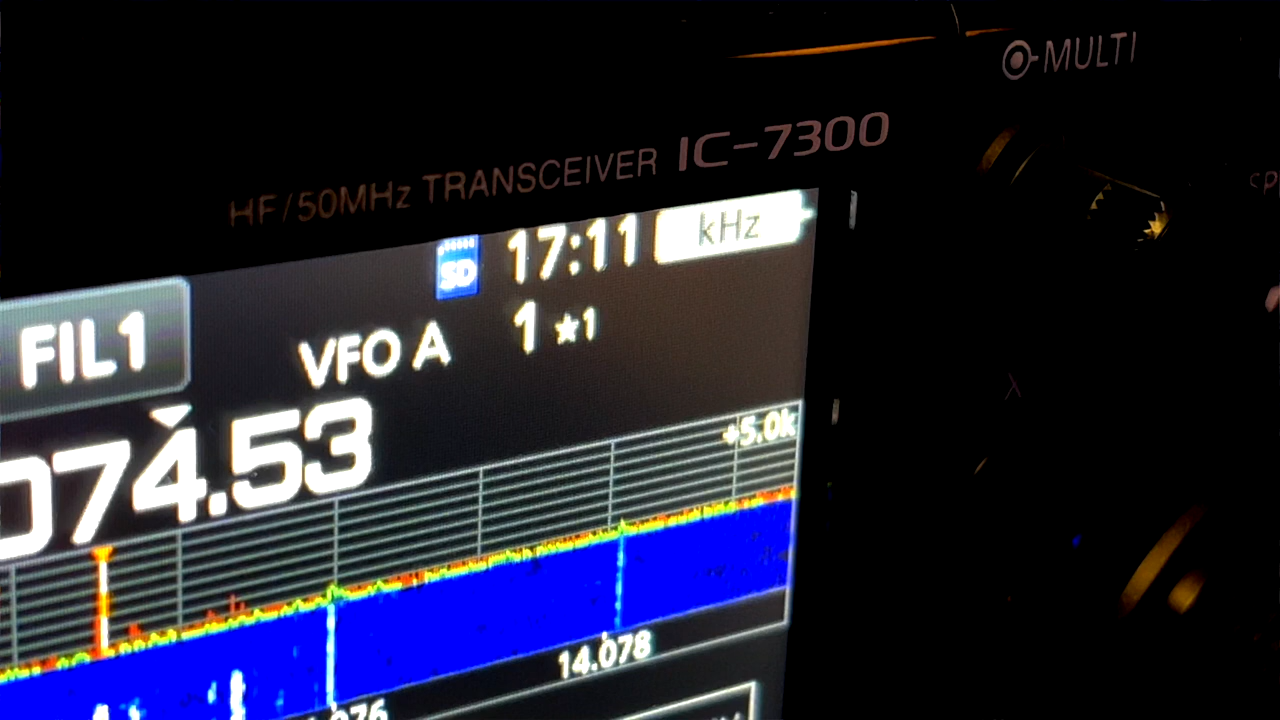 MULTI
HF/50MHz TRANSCEIVER IC-7300
SD 17:11 kHz
FIL1 VFO A 1 ★1
074.53
+5.0k
14.078